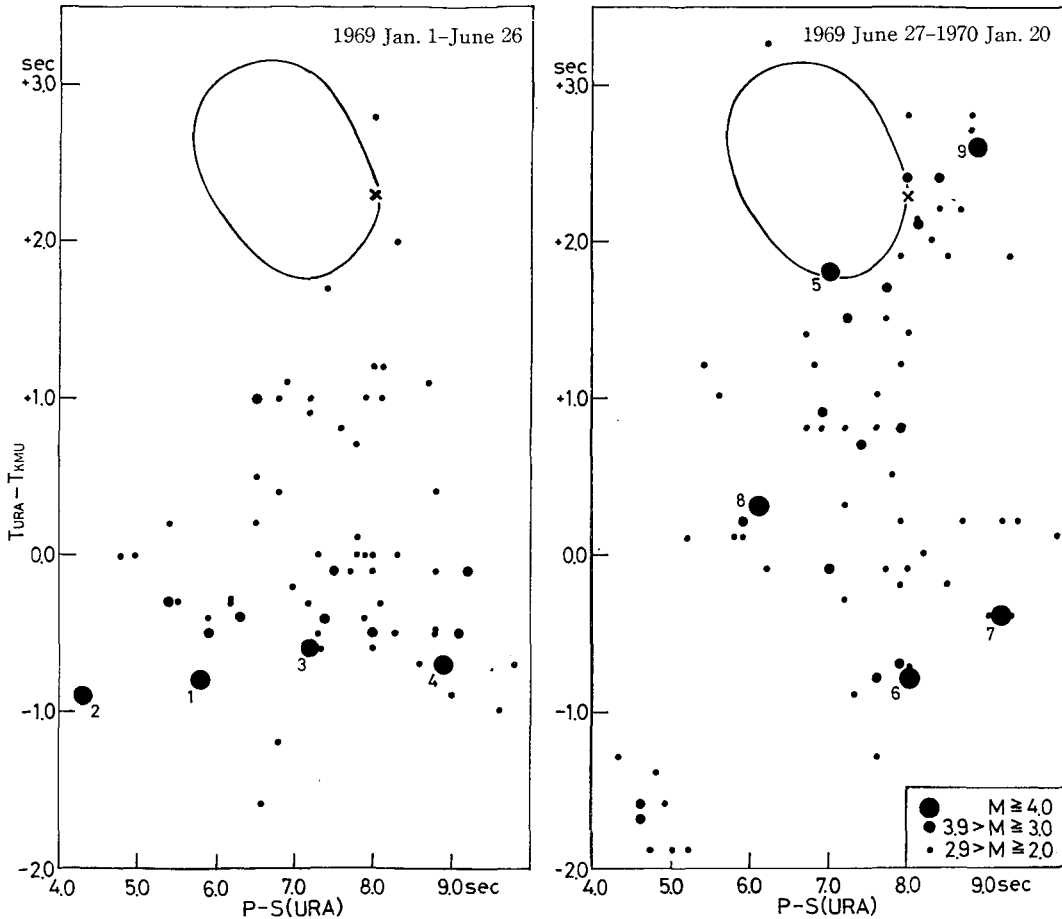 1969 Jan. 1–June 26
sec
+3.0
+2.0
+1.0
0.0
-1.0
-2.0
TURA–TKMU
1
2
3
4
4.0 5.0 6.0 7.0 8.0 9.0 sec
P–S(URA)
1969 June 27–1970 Jan. 20
sec
+3.0
+2.0
+1.0
0.0
-1.0
-2.0
9
5
8
7
6
M ≧ 4.0
3.9 > M ≧ 3.0
2.9 > M ≧ 2.0
4.0 5.0 6.0 7.0 8.0 9.0 sec
P–S(URA)